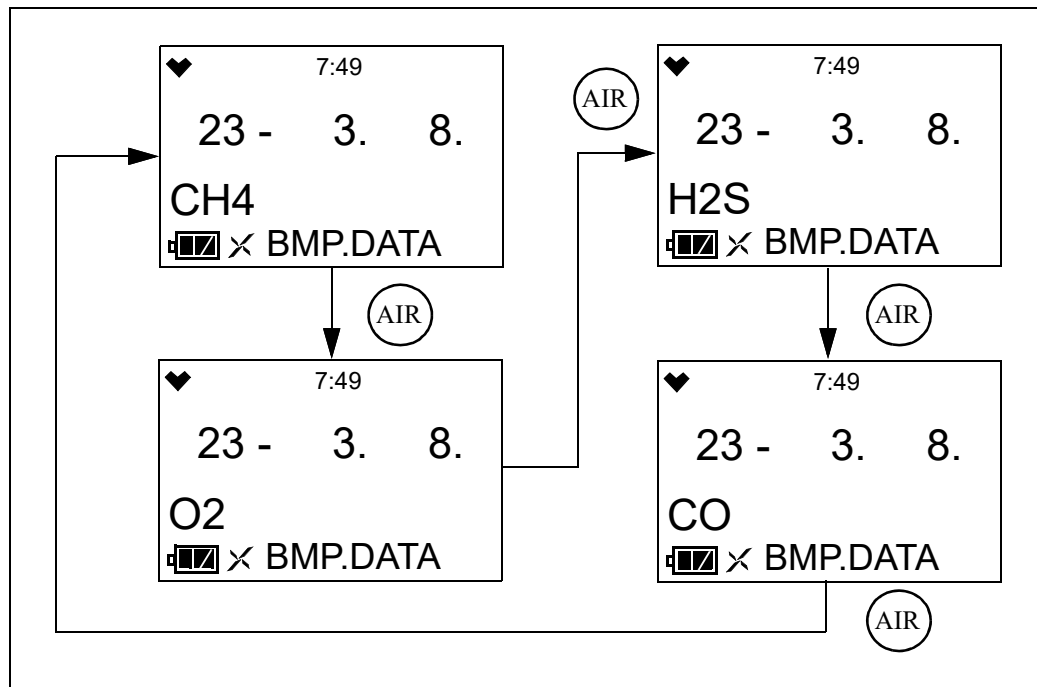 7:49
23 - 3. 8.
CH4
BMP.DATA
AIR
7:49
23 - 3. 8.
O2
BMP.DATA
AIR
7:49
23 - 3. 8.
H2S
BMP.DATA
AIR
7:49
23 - 3. 8.
CO
BMP.DATA
AIR